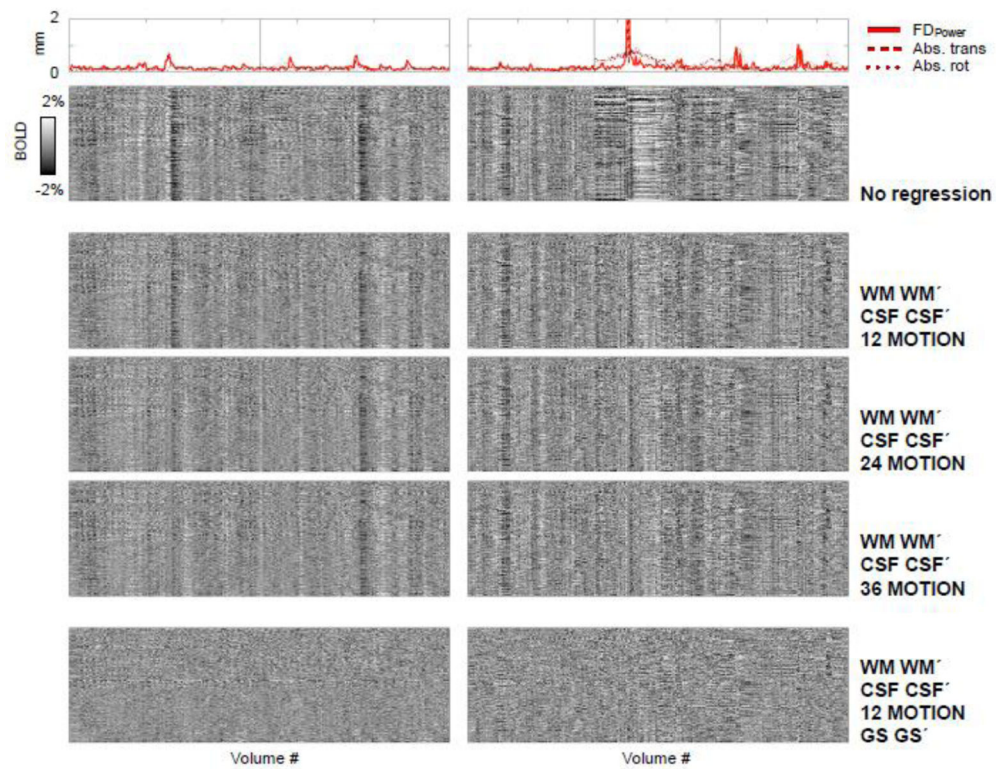 2
mm
0
FDPower
Abs. trans
Abs. rot
2%
BOLD
-2%
No regression
WM WM´
CSF CSF´
12 MOTION
WM WM´
CSF CSF´
24 MOTION
WM WM´
CSF CSF´
36 MOTION
WM WM´
CSF CSF´
12 MOTION
GS GS´
Volume #
Volume #